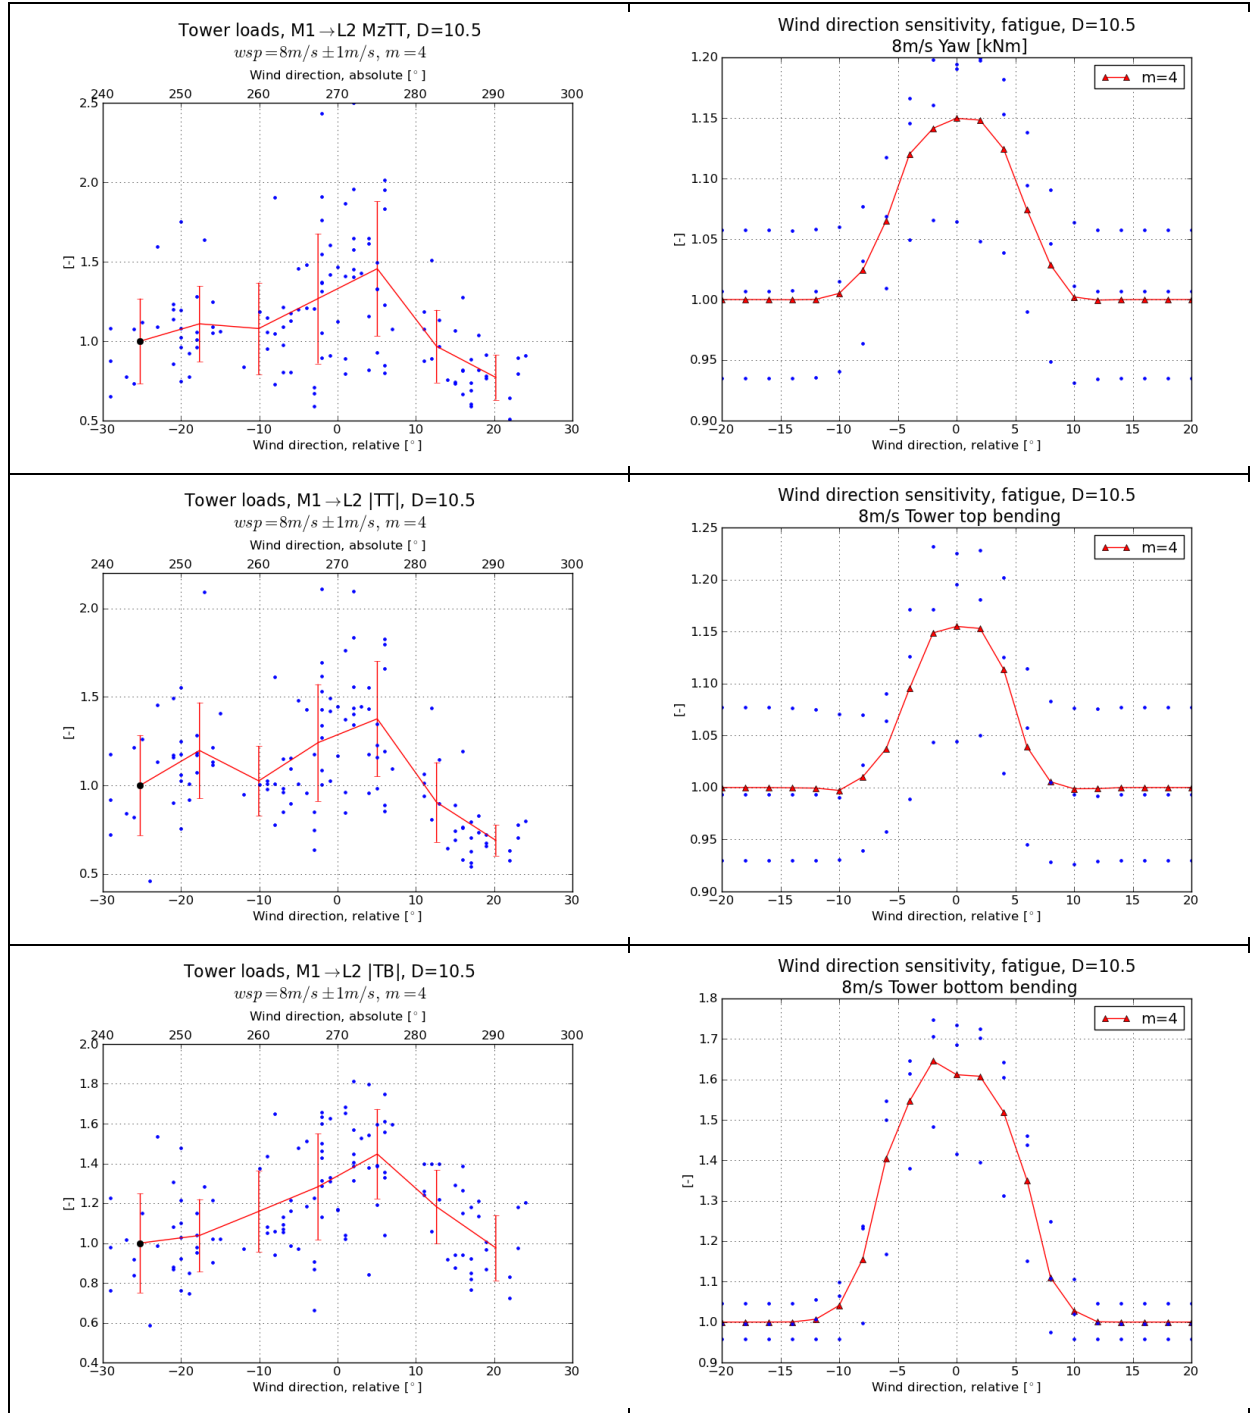 Tower loads, M1→L2 MzTT, D=10.5
wsp=8m/s±1m/s, m=4
Wind direction, absolute [°]
240 250 260 270 280 290 300
2.5
2.0
1.5
[-]
1.0
0.5
−30 −20 −10 0 10 20 30
Wind direction, relative [°]
Wind direction sensitivity, fatigue, D=10.5
8m/s Yaw [kNm]
1.20
m=4
1.15
1.10
1.05
[-]
1.00
0.95
0.90
−20 −15 −10 −5 0 5 10 15 20
Wind direction, relative [°]
Tower loads, M1→L2 |TT|, D=10.5
wsp=8m/s±1m/s, m=4
Wind direction, absolute [°]
240 250 260 270 280 290 300
2.0
1.5
[-]
1.0
0.5
−30 −20 −10 0 10 20 30
Wind direction, relative [°]
Wind direction sensitivity, fatigue, D=10.5
8m/s Tower top bending
1.25
m=4
1.20
1.15
1.10
[-]
1.05
1.00
0.95
0.90
−20 −15 −10 −5 0 5 10 15 20
Wind direction, relative [°]
Tower loads, M1→L2 |TB|, D=10.5
wsp=8m/s±1m/s, m=4
Wind direction, absolute [°]
240 250 260 270 280 290 300
2.0
1.8
1.6
1.4
1.2
[-]
1.0
0.8
0.6
0.4
−30 −20 −10 0 10 20 30
Wind direction, relative [°]
Wind direction sensitivity, fatigue, D=10.5
8m/s Tower bottom bending
1.8
m=4
1.7
1.6
1.5
1.4
[-]
1.3
1.2
1.1
1.0
0.9
−20 −15 −10 −5 0 5 10 15 20
Wind direction, relative [°]